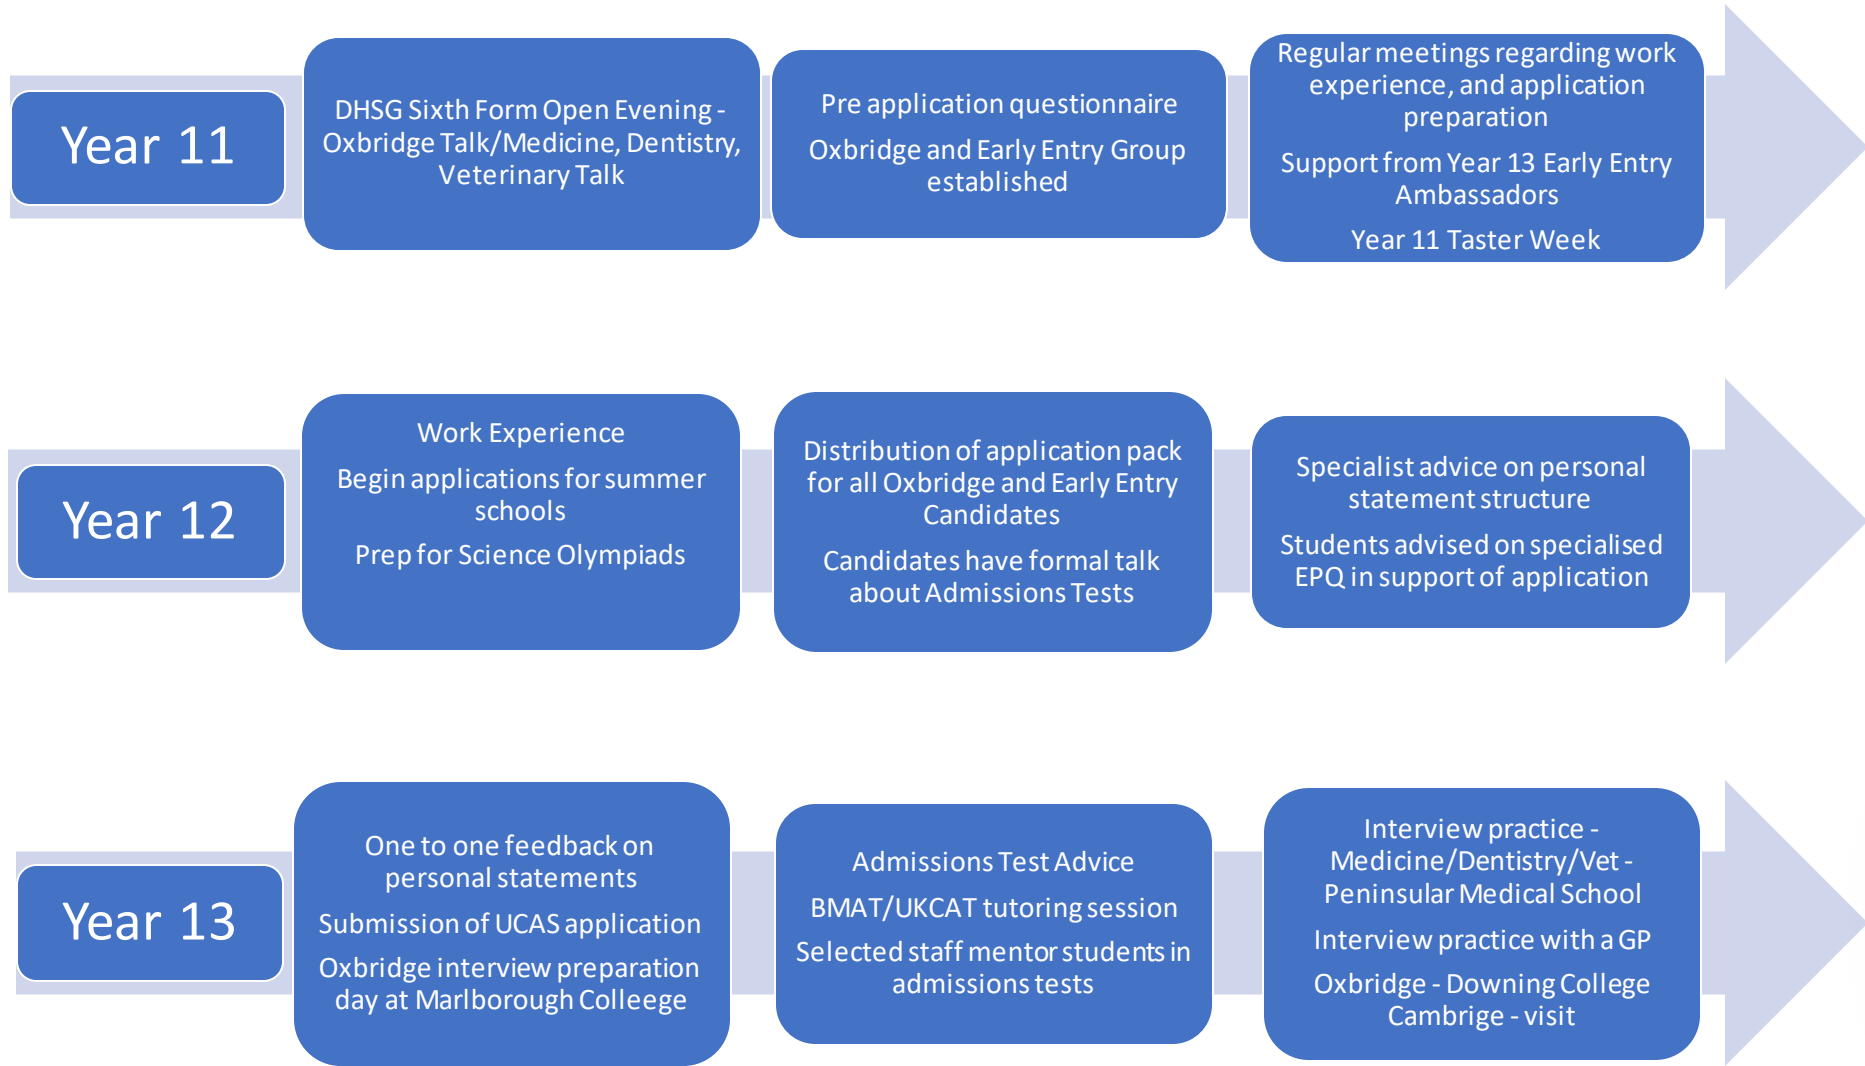 Year 11
DHSG Sixth Form Open Evening -
Oxbridge Talk/Medicine, Dentistry,
Veterinary Talk
Pre application questionnaire
Oxbridge and Early Entry Group
established
Regular meetings regarding work
experience, and application
preparation
Support from Year 13 Early Entry
Ambassadors
Year 11 Taster Week
Year 12
Work Experience
Begin applications for summer
schools
Prep for Science Olympiads
Distribution of application pack
for all Oxbridge and Early Entry
Candidates
Candidates have formal talk
about Admissions Tests
Specialist advice on personal
statement structure
Students advised on specialised
EPQ in support of application
Year 13
One to one feedback on
personal statements
Submission of UCAS application
Oxbridge interview preparation
day at Marlborough Colleege
Admissions Test Advice
BMAT/UKCAT tutoring session
Selected staff mentor students in
admissions tests
Interview practice -
Medicine/Dentistry/Vet -
Peninsular Medical School
Interview practice with a GP
Oxbridge - Downing College
Cambrige - visit